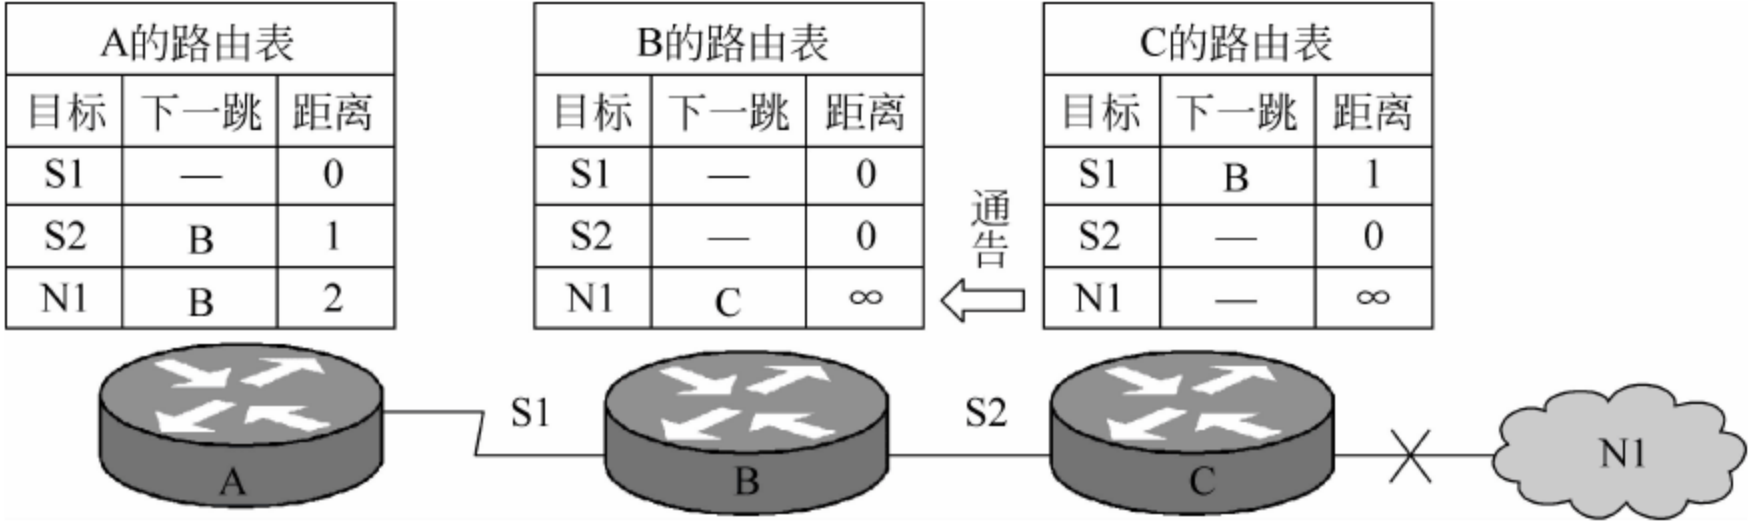 A的路由表
目标 下一跳 距离
S1 — 0
S2 B 1
N1 B 2
B的路由表
目标 下一跳 距离
S1 — 0
S2 — 0
N1 C ∞
通告
C的路由表
目标 下一跳 距离
S1 B 1
S2 — 0
N1 — ∞
A
S1
B
S2
C
N1